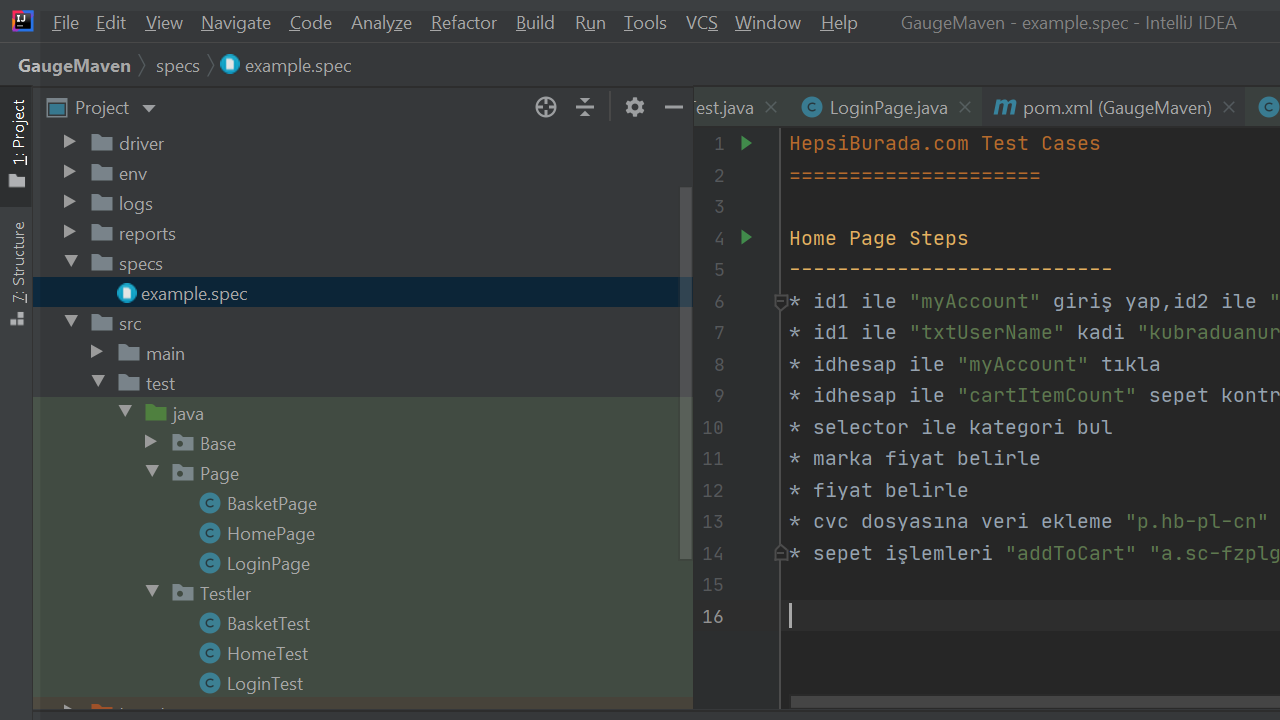 File Edit View Navigate Code Analyze Refactor Build Run Tools VCS Window Help GaugeMaven - example.spec - IntelliJ IDEA
GaugeMaven specs example.spec
1: Project
7: Structure
Project
driver
env
logs
reports
specs
example.spec
src
main
test
java
Base
Page
BasketPage
HomePage
LoginPage
Testler
BasketTest
HomeTest
LoginTest
Test.java LoginPage.java pom.xml (GaugeMaven)
1 HepsiBurada.com Test Cases
2 =====================
3
4 Home Page Steps
5 ---------------------------
6 * id1 ile "myAccount" giriş yap,id2 ile "
7 * id1 ile "txtUserName" kadi "kubraduanur
8 * idhesap ile "myAccount" tıkla
9 * idhesap ile "cartItemCount" sepet kontr
10 * selector ile kategori bul
11 * marka fiyat belirle
12 * fiyat belirle
13 * cvc dosyasına veri ekleme "p.hb-pl-cn"
14 * sepet işlemleri "addToCart" "a.sc-fzplg
15
16